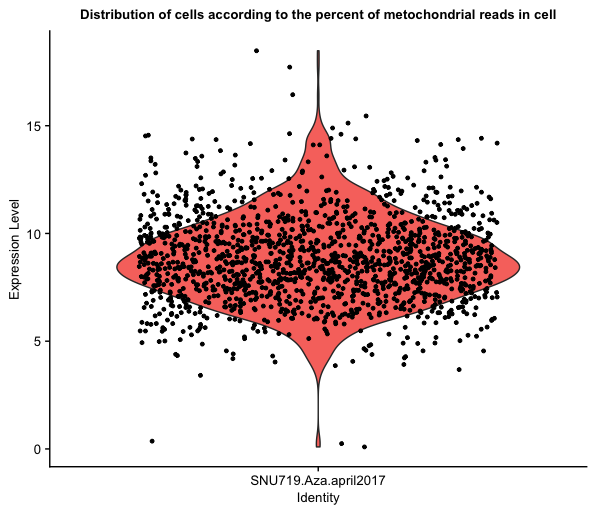 Distribution of cells according to the percent of metochondrial reads in cell
15
10
5
0
Expression Level
SNU719.Aza.april2017
Identity